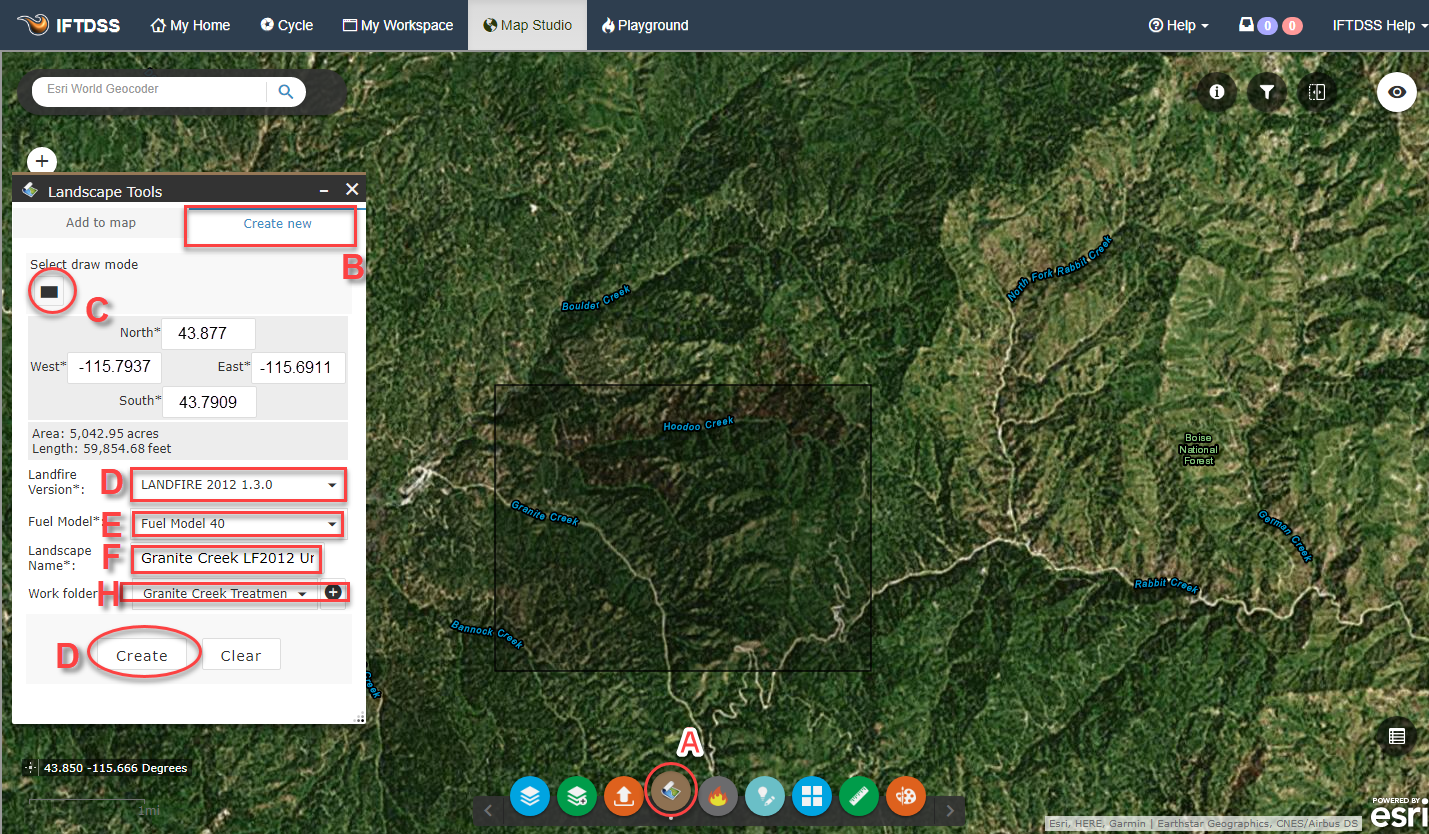 IFTDSS My Home Cycle My Workspace Map Studio Playground Help 0 0 IFTDSS Help
Esri World Geocoder
+
Landscape Tools
Add to map Create new
B
Select draw mode
C
North* 43.877
West* -115.7937 East* -115.6911
South* 43.7909
Area: 5,042.95 acres
Length: 59,854.68 feet
Landfire
Version*: D LANDFIRE 2012 1.3.0
Fuel Model*: E Fuel Model 40
Landscape
Name*: F Granite Creek LF2012 Un
Work folder H Granite Creek Treatmen
D Create Clear
North Fork Rabbit Creek
Boulder Creek
Hoodoo Creek
Boise
National
Forest
Granite Creek
German Creek
Rabbit Creek
Bannock Creek
Creek
A
43.850 -115.666 Degrees
1mi
POWERED BY
esri
Esri, HERE, Garmin | Earthstar Geographics, CNES/Airbus DS